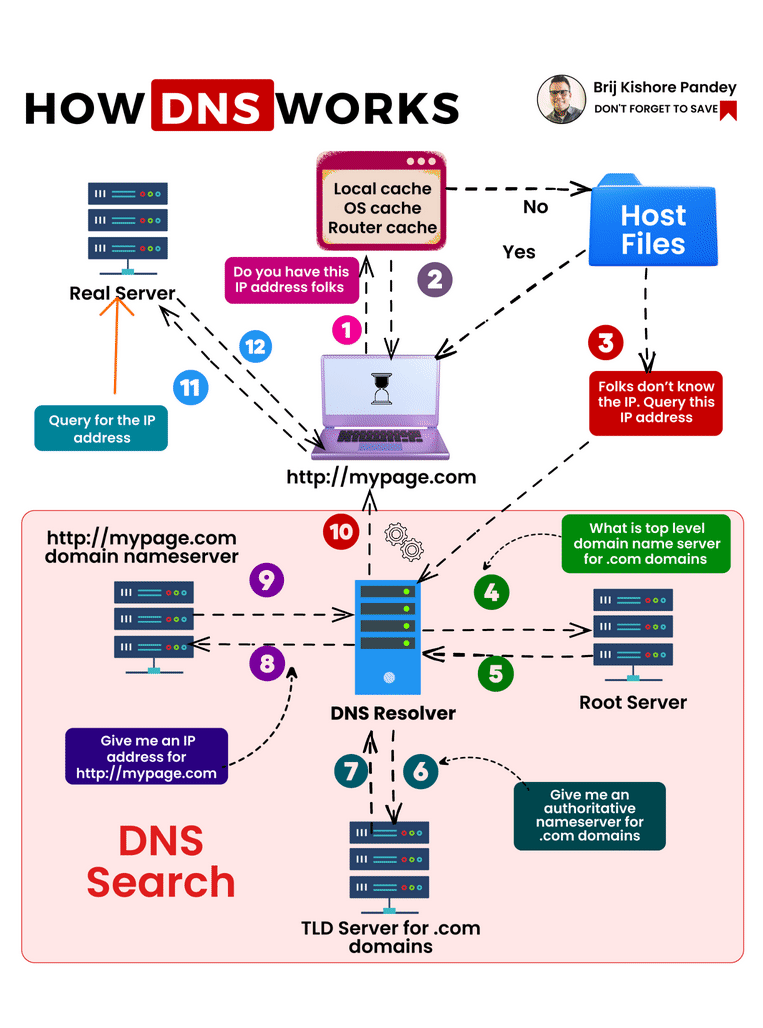 HOW DNS WORKS
Brij Kishore Pandey
DON'T FORGET TO SAVE
Local cache
OS cache
Router cache
No
Host
Files
Yes
Real Server
Do you have this
IP address folks
2
1
3
12
11
Folks don't know
the IP. Query this
IP address
Query for the IP
address
http://mypage.com
10
What is top level
domain name server
for .com domains
http://mypage.com
domain nameserver
9
4
8
5
Root Server
DNS Resolver
Give me an IP
address for
http://mypage.com
7
6
Give me an
authoritative
nameserver for
.com domains
DNS
Search
TLD Server for .com
domains